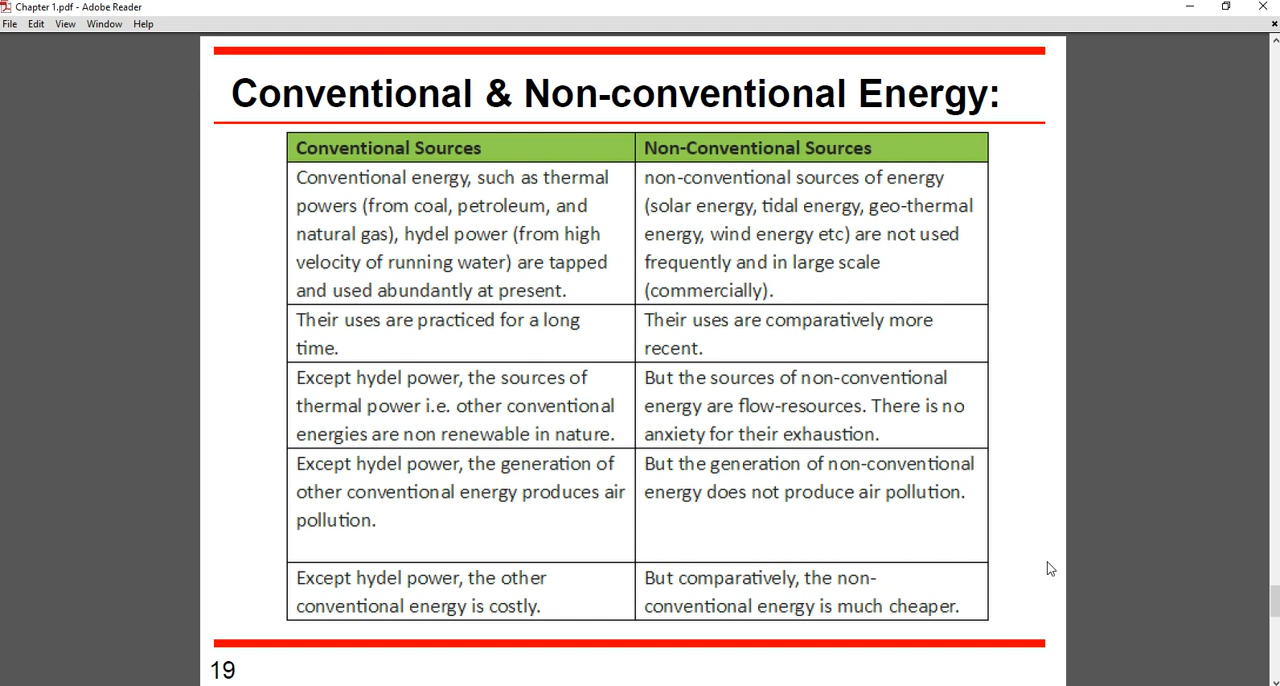 Chapter 1.pdf - Adobe Reader
File Edit View Window Help
Conventional & Non-conventional Energy:
Conventional Sources
Non-Conventional Sources
Conventional energy, such as thermal
powers (from coal, petroleum, and
natural gas), hydel power (from high
velocity of running water) are tapped
and used abundantly at present.
non-conventional sources of energy
(solar energy, tidal energy, geo-thermal
energy, wind energy etc) are not used
frequently and in large scale
(commercially).
Their uses are practiced for a long
time.
Their uses are comparatively more
recent.
Except hydel power, the sources of
thermal power i.e. other conventional
energies are non renewable in nature.
But the sources of non-conventional
energy are flow-resources. There is no
anxiety for their exhaustion.
Except hydel power, the generation of
other conventional energy produces air
pollution.
But the generation of non-conventional
energy does not produce air pollution.
Except hydel power, the other
conventional energy is costly.
But comparatively, the non-
conventional energy is much cheaper.
19